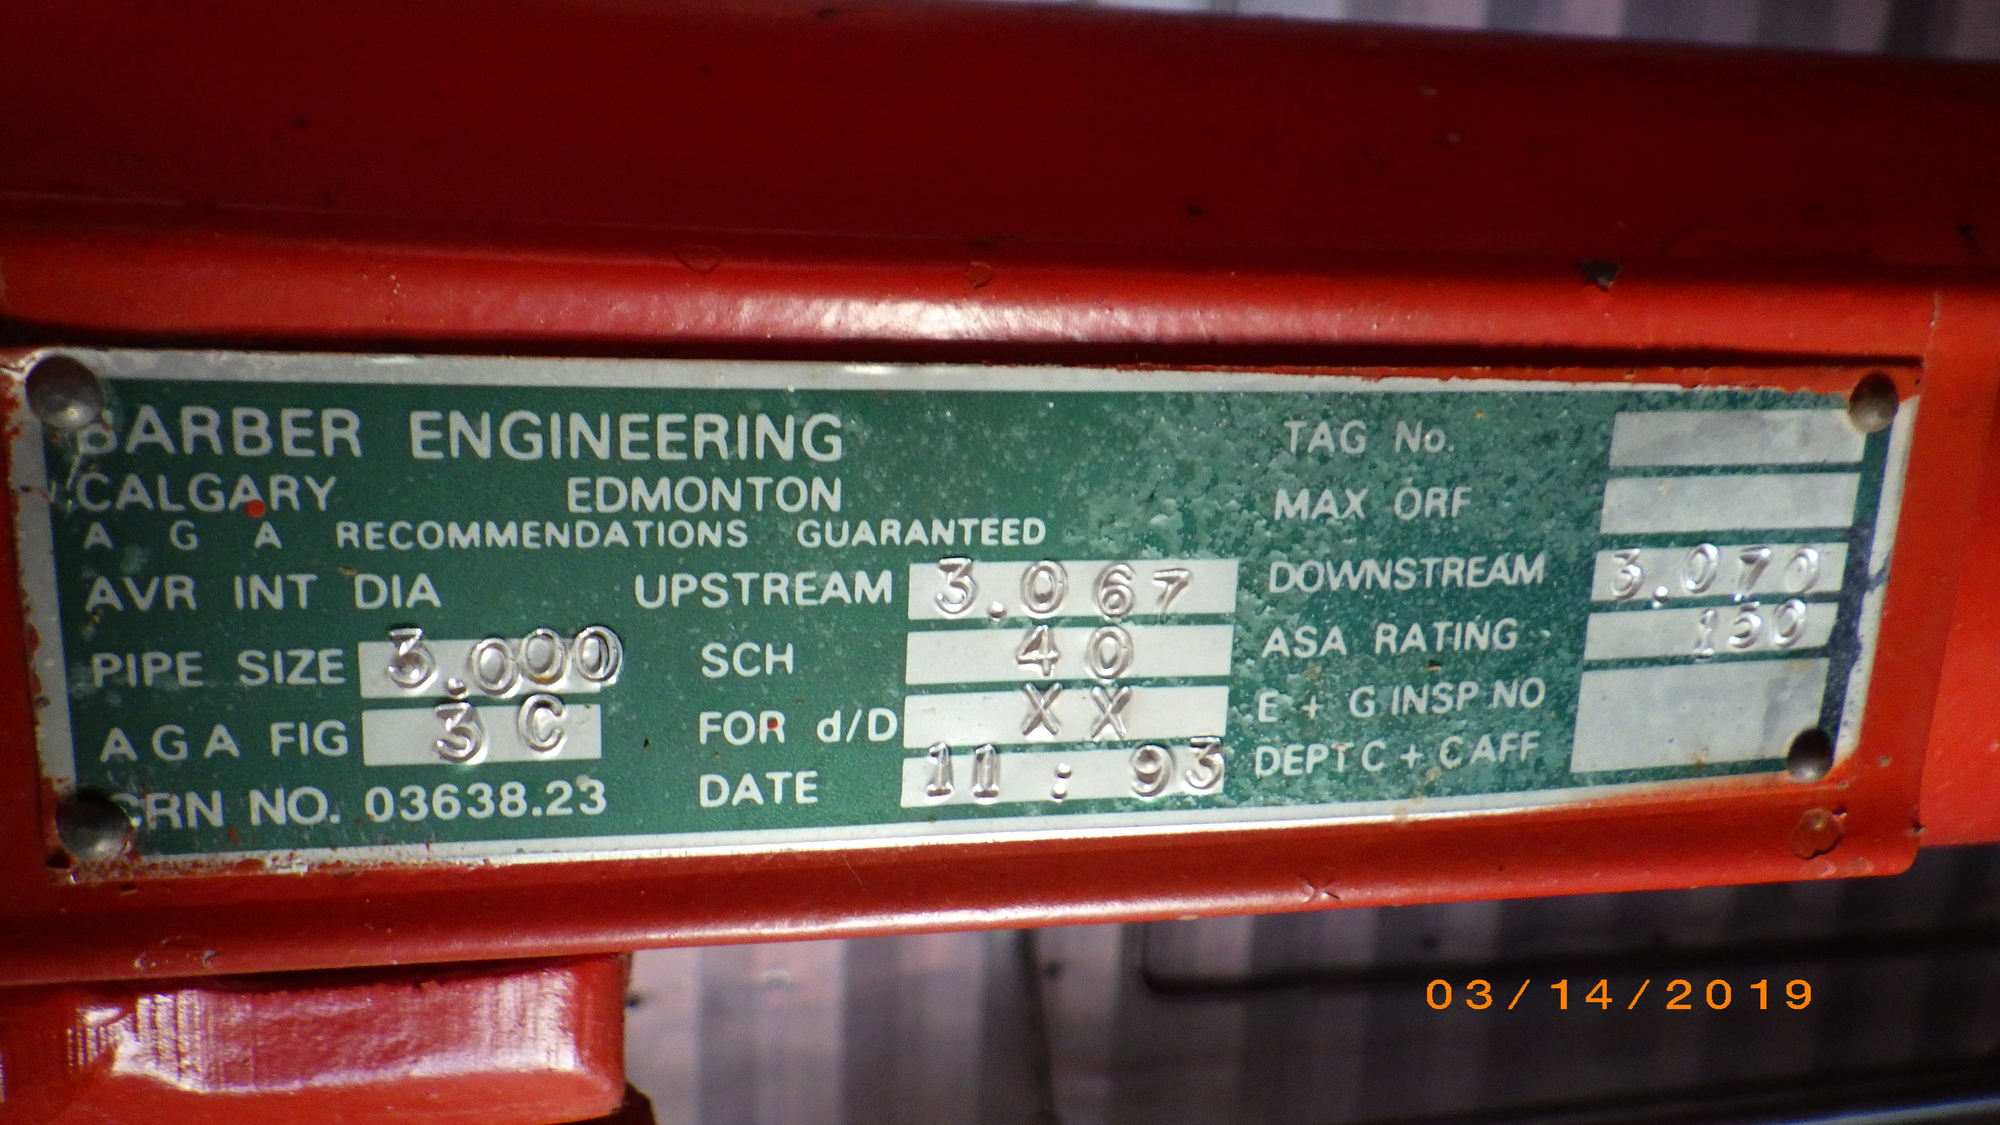 BARBER ENGINEERING
CALGARY EDMONTON
A G A RECOMMENDATIONS GUARANTEED
AVR INT DIA UPSTREAM 3.067
PIPE SIZE 3.000 SCH 40
AGA FIG 3C FOR d/D XX
CRN NO. 03638.23 DATE 11:93
TAG No.
MAX ORF
DOWNSTREAM 3.070
ASA RATING 150
E + G INSP NO
DEPT C + C AFF
03/14/2019